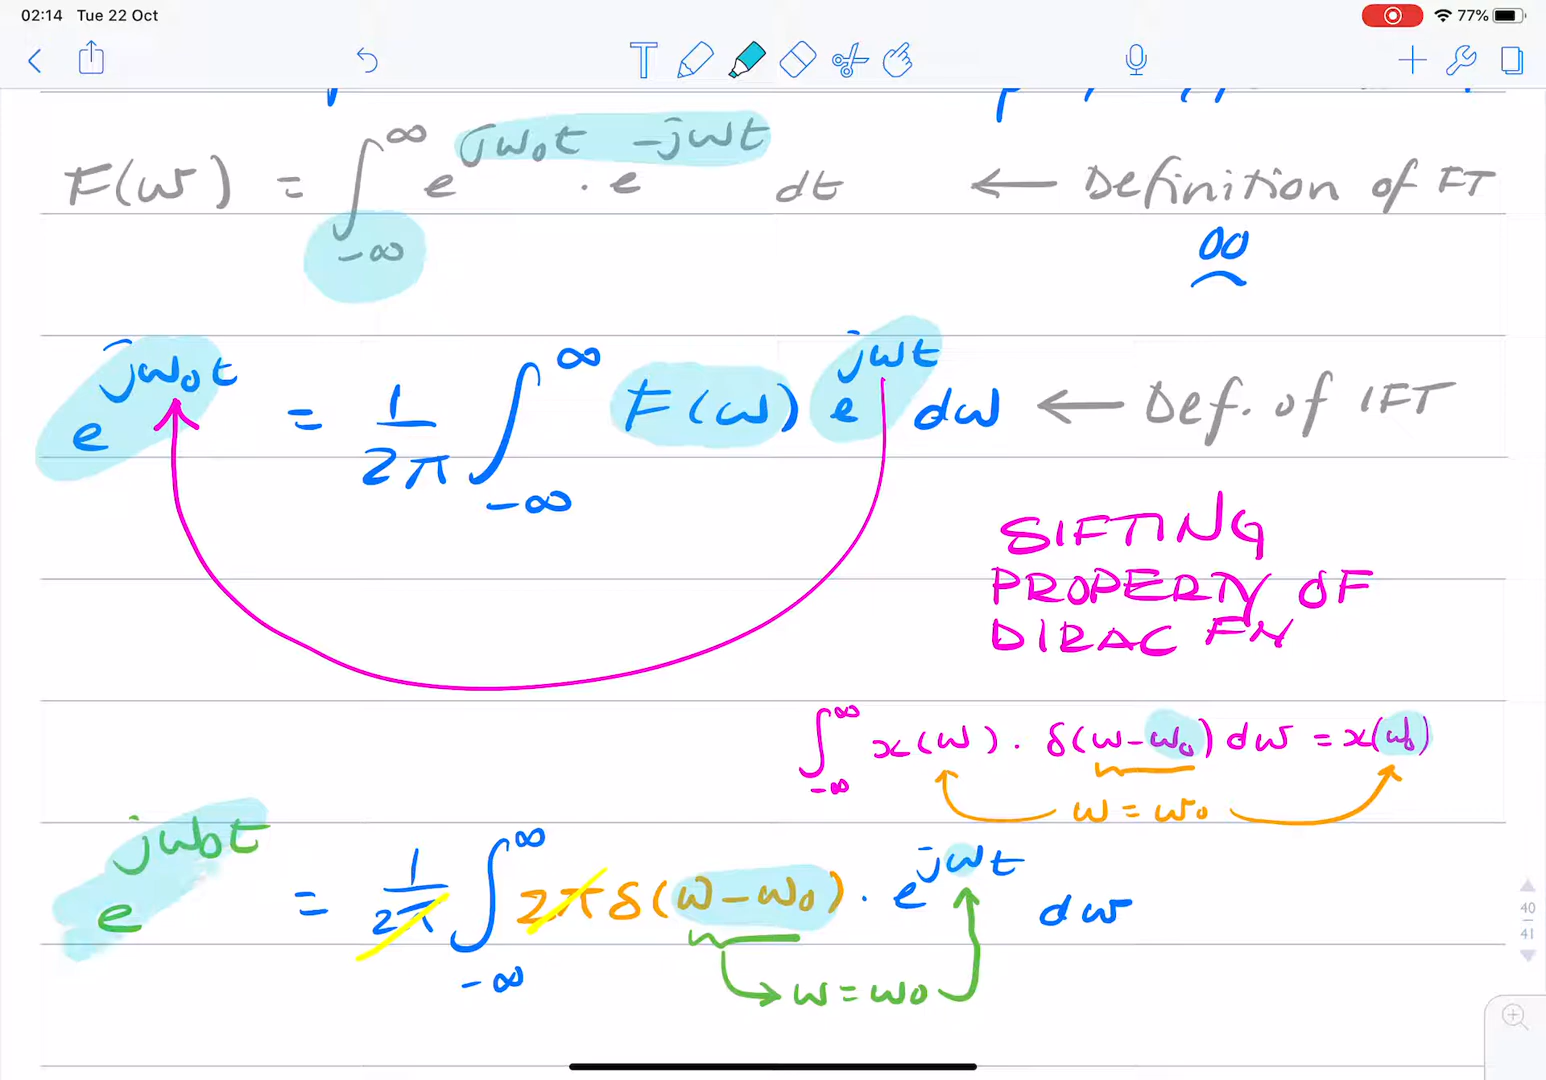 02:14 Tue 22 Oct 77%
F(ω) = ∫_{-∞}^{∞} e^{jω₀t} · e^{-jωt} dt ← Definition of FT
e^{jω₀t} = 1/2π ∫_{-∞}^{∞} F(ω) e^{jωt} dω ← Def. of IFT
SIFTING
PROPERTY OF
DIRAC FN
∫_{-∞}^{∞} x(ω) · δ(ω-ω₀) dω = x(ω₀)
ω = ω₀
e^{jω₀t} = 1/2π ∫_{-∞}^{∞} 2πδ(ω-ω₀) · e^{jωt} dω
ω = ω₀
40
41